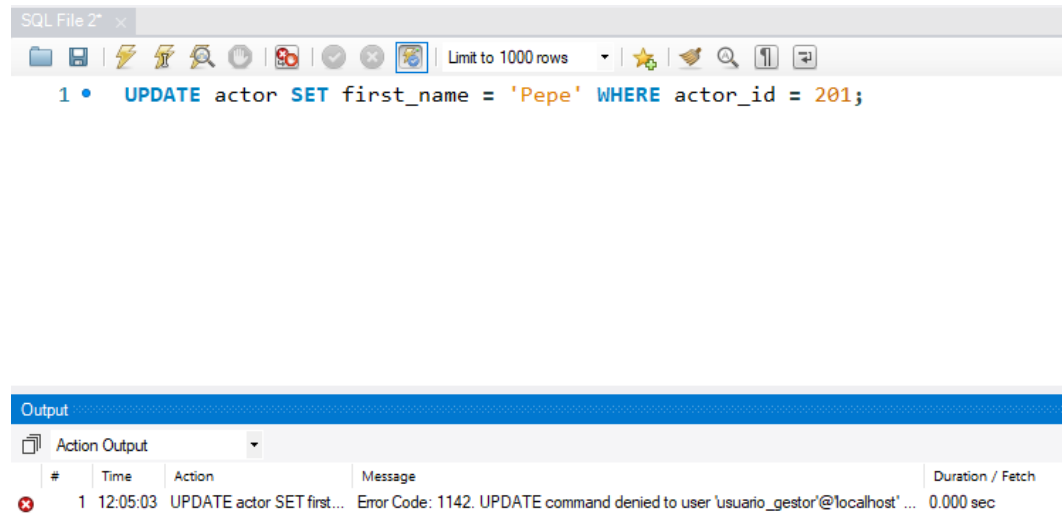 SQL File 2*
Limit to 1000 rows
1 UPDATE actor SET first_name = 'Pepe' WHERE actor_id = 201;
Output
Action Output
# Time Action Message Duration / Fetch
1 12:05:03 UPDATE actor SET first... Error Code: 1142. UPDATE command denied to user 'usuario_gestor'@'localhost' ... 0.000 sec